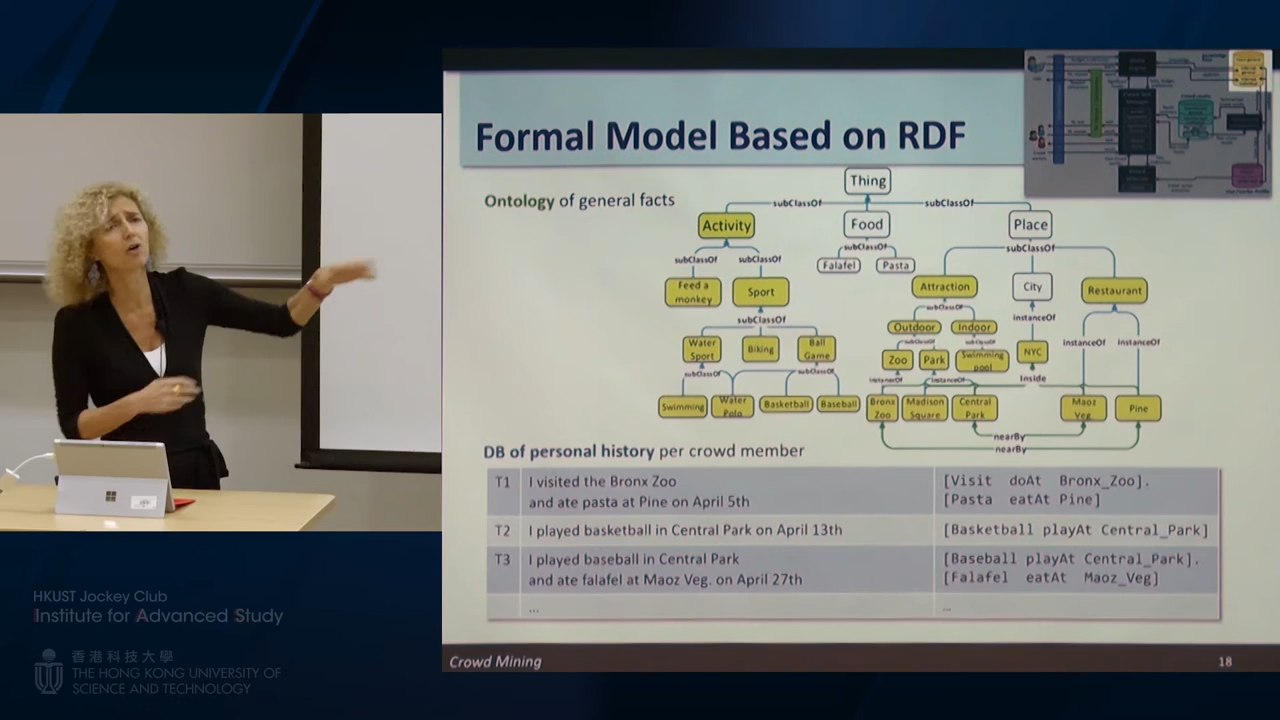 Formal Model Based on RDF
Ontology of general facts
Thing
subClassOf
subClassOf
Activity
Food
Place
subClassOf
subClassOf
subClassOf
subClassOf
Falafel
Pasta
Feed a
monkey
Sport
Attraction
City
Restaurant
subClassOf
subClassOf
instanceOf
Outdoor
Indoor
Water
Sport
Biking
Ball
Game
subClassOf
subClassOf
instanceOf
instanceOf
Zoo
Park
Swimming
pool
NYC
subClassOf
subClassOf
instanceOf
instanceOf
Inside
Swimming
Water
Polo
Basketball
Baseball
Bronx
Zoo
Madison
Square
Central
Park
Maoz
Veg.
Pine
nearBy
nearBy
DB of personal history per crowd member
T1 I visited the Bronx Zoo [Visit doAt Bronx_Zoo].
and ate pasta at Pine on April 5th [Pasta eatAt Pine]
T2 I played basketball in Central Park on April 13th [Basketball playAt Central_Park]
T3 I played baseball in Central Park [Baseball playAt Central_Park].
and ate falafel at Maoz Veg. on April 27th [Falafel eatAt Maoz_Veg]
... ...
Crowd Mining 18
HKUST Jockey Club
Institute for Advanced Study
香港科技大學
THE HONG KONG UNIVERSITY OF
SCIENCE AND TECHNOLOGY